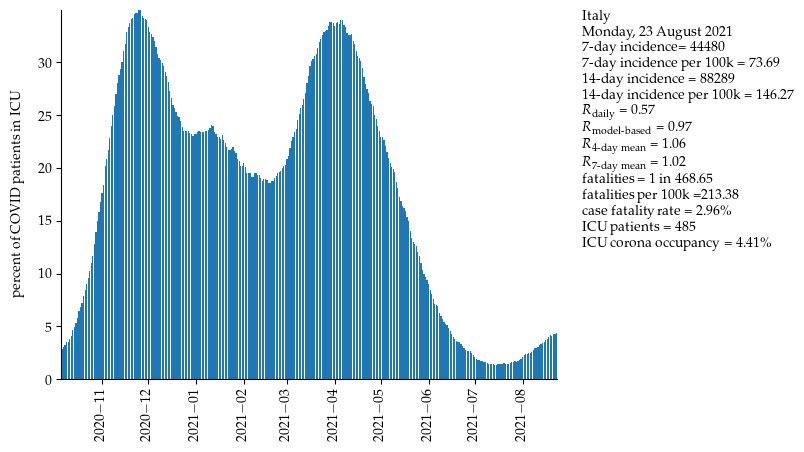 Italy
Monday, 23 August 2021
7-day incidence= 44480
7-day incidence per 100k = 73.69
14-day incidence = 88289
14-day incidence per 100k = 146.27
R daily = 0.57
R model-based = 0.97
R 4-day mean = 1.06
R 7-day mean = 1.02
fatalities = 1 in 468.65
fatalities per 100k =213.38
case fatality rate = 2.96%
ICU patients = 485
ICU corona occupancy = 4.41%
percent of COVID patients in ICU
30
25
20
15
10
5
0
2020−11
2020−12
2021−01
2021−02
2021−03
2021−04
2021−05
2021−06
2021−07
2021−08